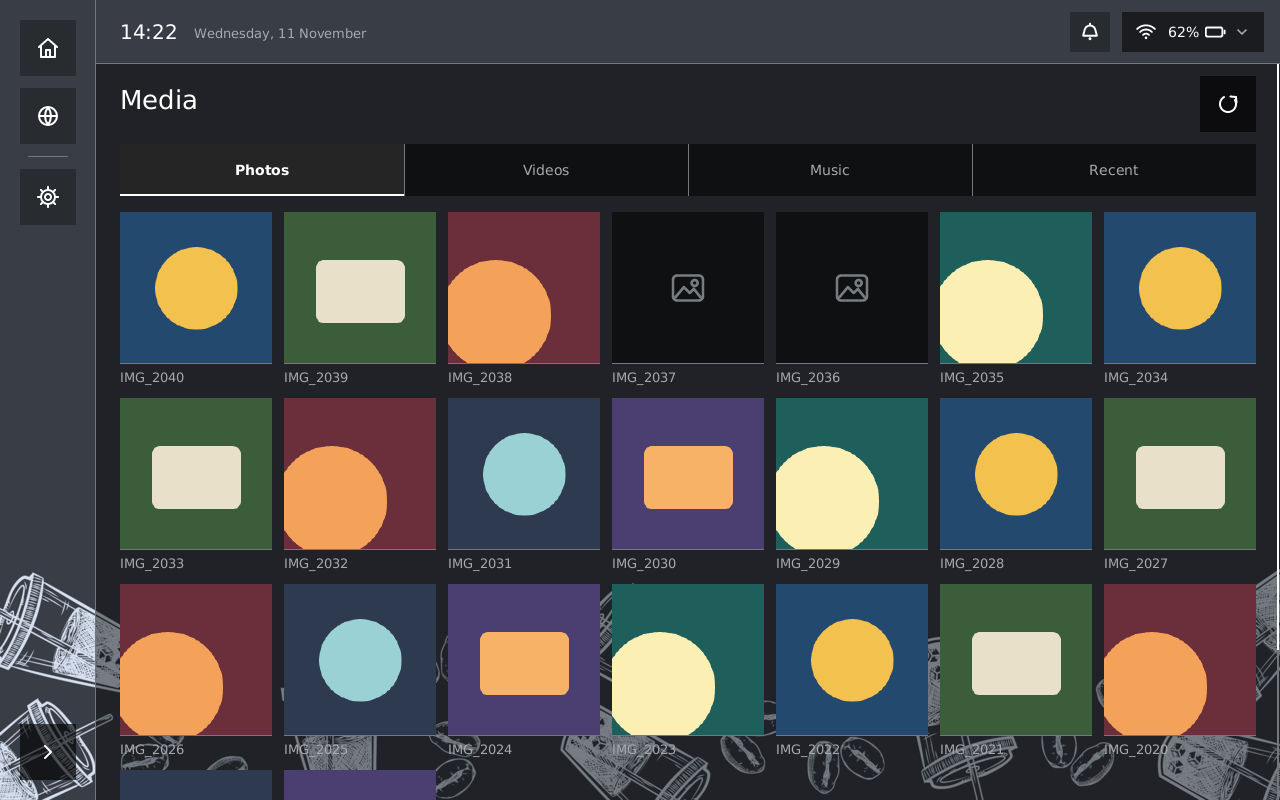 14:22 Wednesday, 11 November
62%
Media
Photos Videos Music Recent
IMG_2040 IMG_2039 IMG_2038 IMG_2037 IMG_2036 IMG_2035 IMG_2034
IMG_2033 IMG_2032 IMG_2031 IMG_2030 IMG_2029 IMG_2028 IMG_2027
IMG_2026 IMG_2025 IMG_2024 IMG_2023 IMG_2022 IMG_2021 IMG_2020